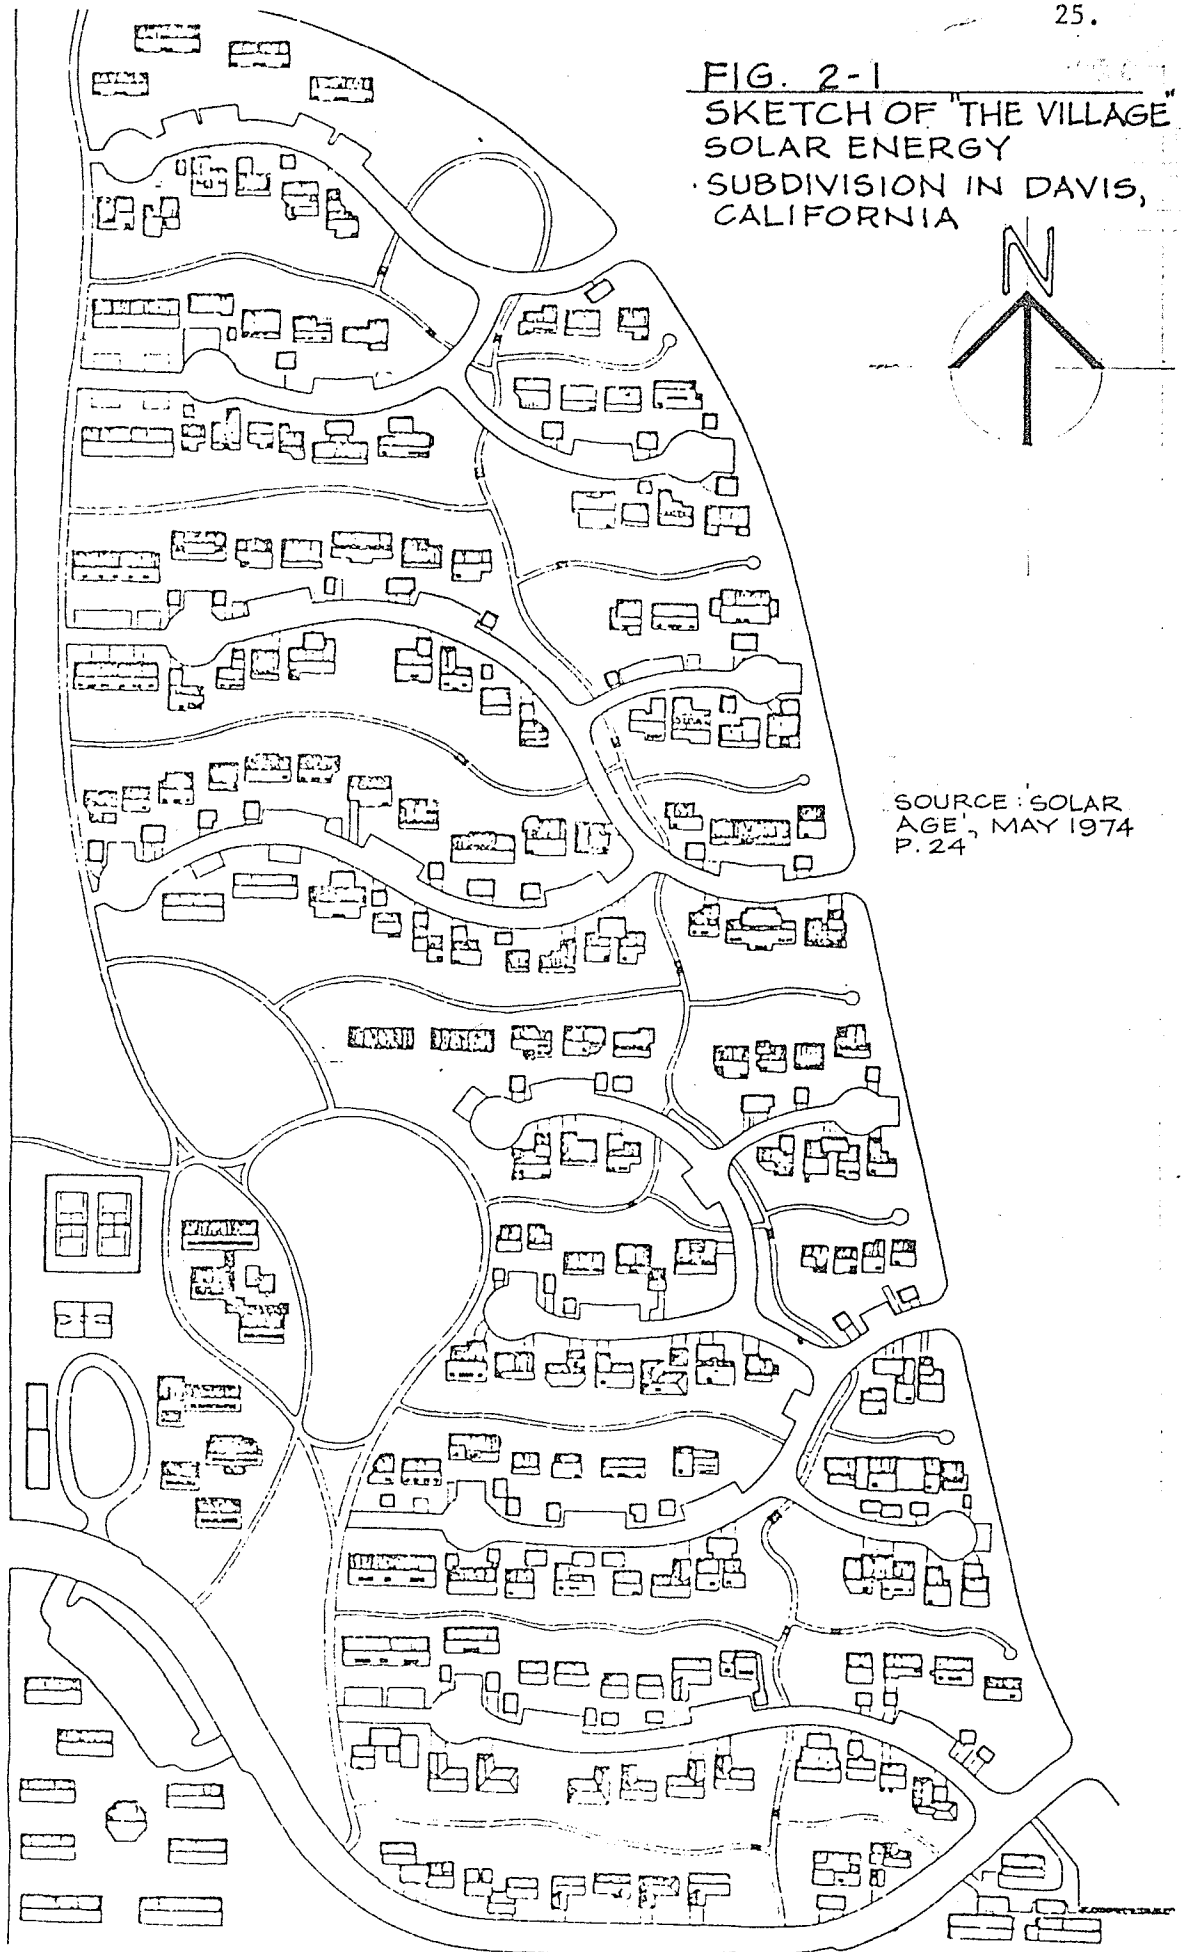 25.
FIG. 2-1
SKETCH OF "THE VILLAGE"
SOLAR ENERGY
SUBDIVISION IN DAVIS,
CALIFORNIA
N
SOURCE: 'SOLAR
AGE', MAY 1974
P. 24